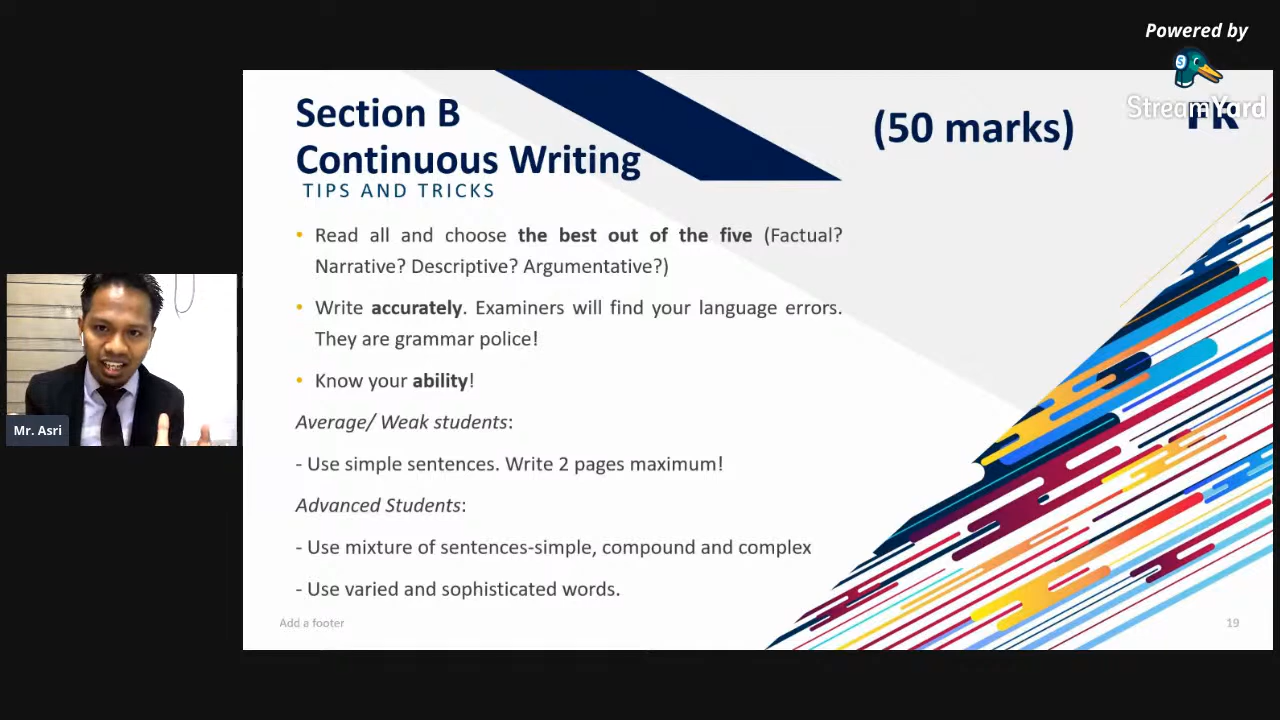 Powered by
StreamYard
Section B
Continuous Writing
(50 marks)
FR
TIPS AND TRICKS
• Read all and choose the best out of the five (Factual?
Narrative? Descriptive? Argumentative?)
• Write accurately. Examiners will find your language errors.
They are grammar police!
• Know your ability!
Average/ Weak students:
- Use simple sentences. Write 2 pages maximum!
Advanced Students:
- Use mixture of sentences-simple, compound and complex
- Use varied and sophisticated words.
Mr. Asri
Add a footer
19